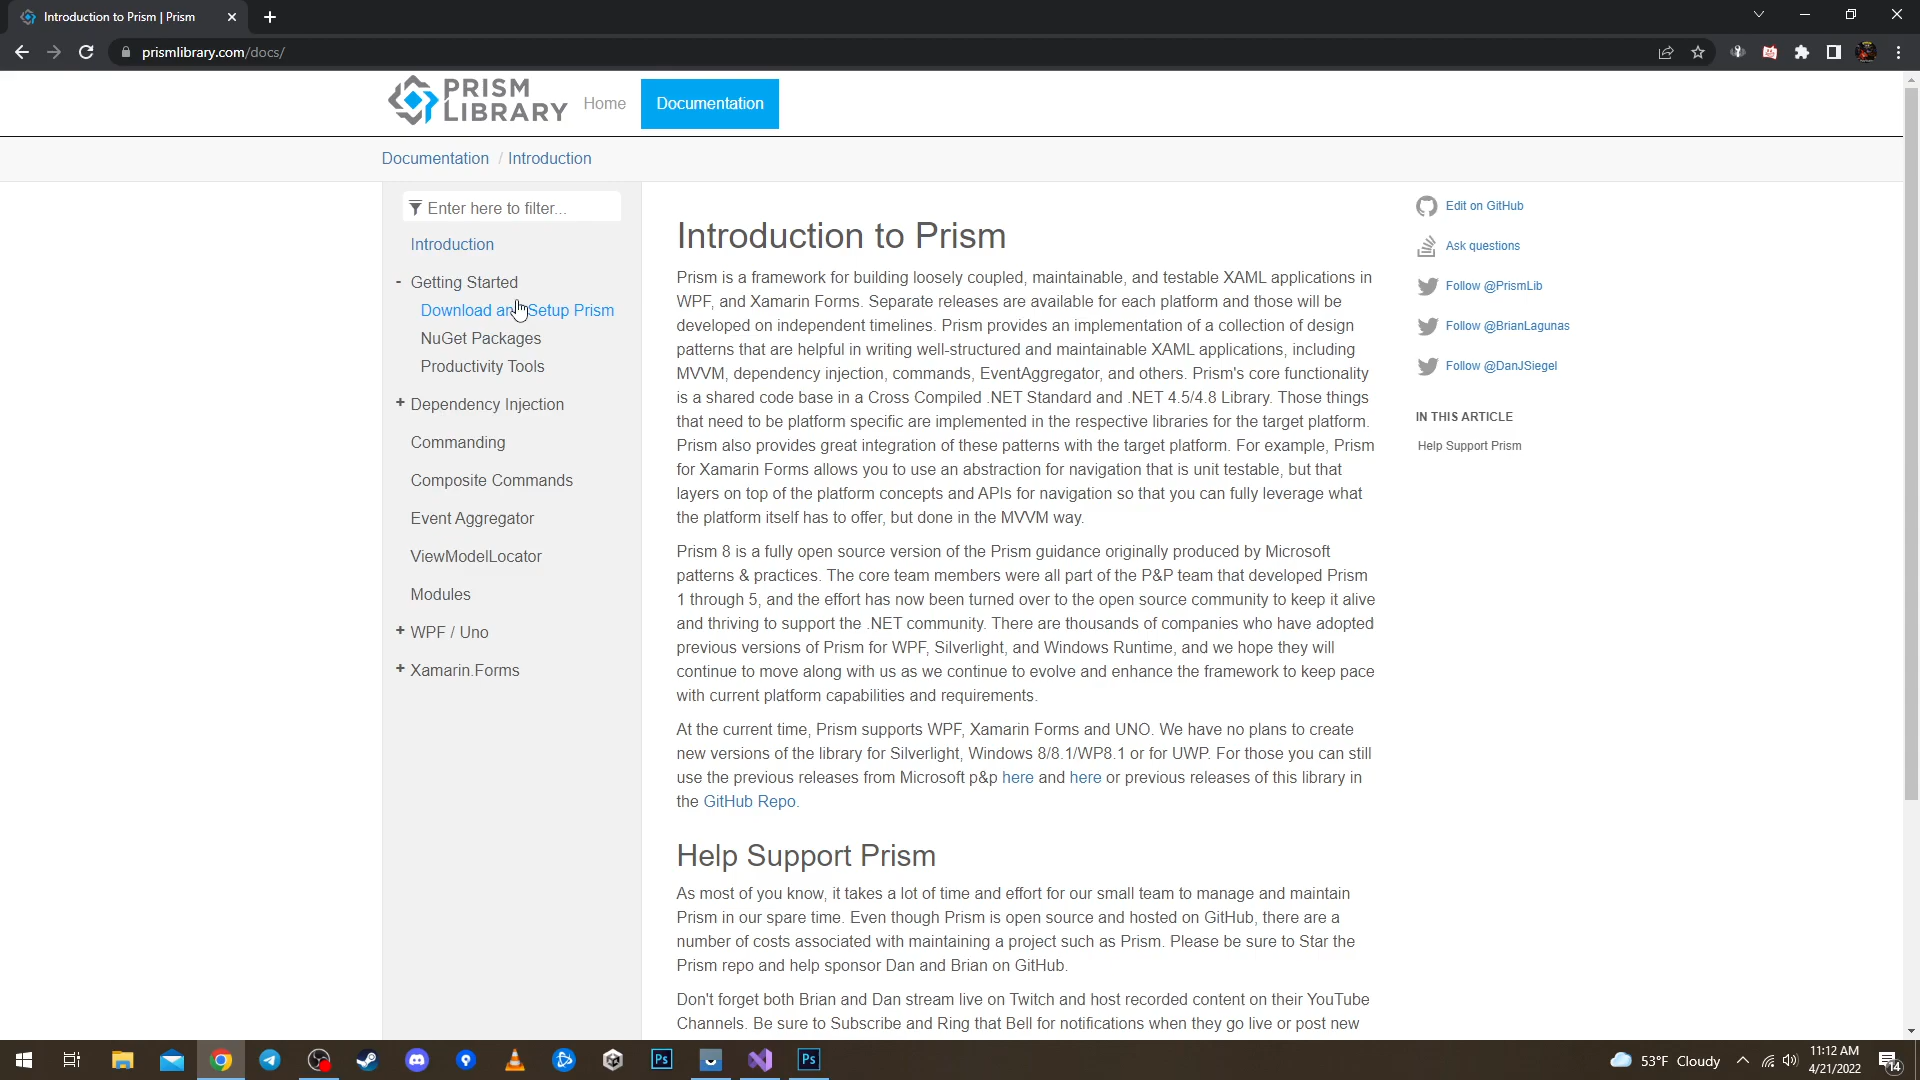 Introduction to Prism | Prism
prismlibrary.com/docs/
PRISM
LIBRARY
Home
Documentation
Documentation / Introduction
Enter here to filter...
Introduction
- Getting Started
Download an Setup Prism
NuGet Packages
Productivity Tools
+ Dependency Injection
Commanding
Composite Commands
Event Aggregator
ViewModelLocator
Modules
+ WPF / Uno
+ Xamarin.Forms
Introduction to Prism
Prism is a framework for building loosely coupled, maintainable, and testable XAML applications in
WPF, and Xamarin Forms. Separate releases are available for each platform and those will be
developed on independent timelines. Prism provides an implementation of a collection of design
patterns that are helpful in writing well-structured and maintainable XAML applications, including
MVVM, dependency injection, commands, EventAggregator, and others. Prism's core functionality
is a shared code base in a Cross Compiled .NET Standard and .NET 4.5/4.8 Library. Those things
that need to be platform specific are implemented in the respective libraries for the target platform.
Prism also provides great integration of these patterns with the target platform. For example, Prism
for Xamarin Forms allows you to use an abstraction for navigation that is unit testable, but that
layers on top of the platform concepts and APIs for navigation so that you can fully leverage what
the platform itself has to offer, but done in the MVVM way.
Prism 8 is a fully open source version of the Prism guidance originally produced by Microsoft
patterns & practices. The core team members were all part of the P&P team that developed Prism
1 through 5, and the effort has now been turned over to the open source community to keep it alive
and thriving to support the .NET community. There are thousands of companies who have adopted
previous versions of Prism for WPF, Silverlight, and Windows Runtime, and we hope they will
continue to move along with us as we continue to evolve and enhance the framework to keep pace
with current platform capabilities and requirements.
At the current time, Prism supports WPF, Xamarin Forms and UNO. We have no plans to create
new versions of the library for Silverlight, Windows 8/8.1/WP8.1 or for UWP. For those you can still
use the previous releases from Microsoft p&p here and here or previous releases of this library in
the GitHub Repo.
Help Support Prism
As most of you know, it takes a lot of time and effort for our small team to manage and maintain
Prism in our spare time. Even though Prism is open source and hosted on GitHub, there are a
number of costs associated with maintaining a project such as Prism. Please be sure to Star the
Prism repo and help sponsor Dan and Brian on GitHub.
Don't forget both Brian and Dan stream live on Twitch and host recorded content on their YouTube
Channels. Be sure to Subscribe and Ring that Bell for notifications when they go live or post new
Edit on GitHub
Ask questions
Follow @PrismLib
Follow @BrianLagunas
Follow @DanJSiegel
IN THIS ARTICLE
Help Support Prism
Ps
Ps
53°F Cloudy
11:12 AM
4/21/2022
14